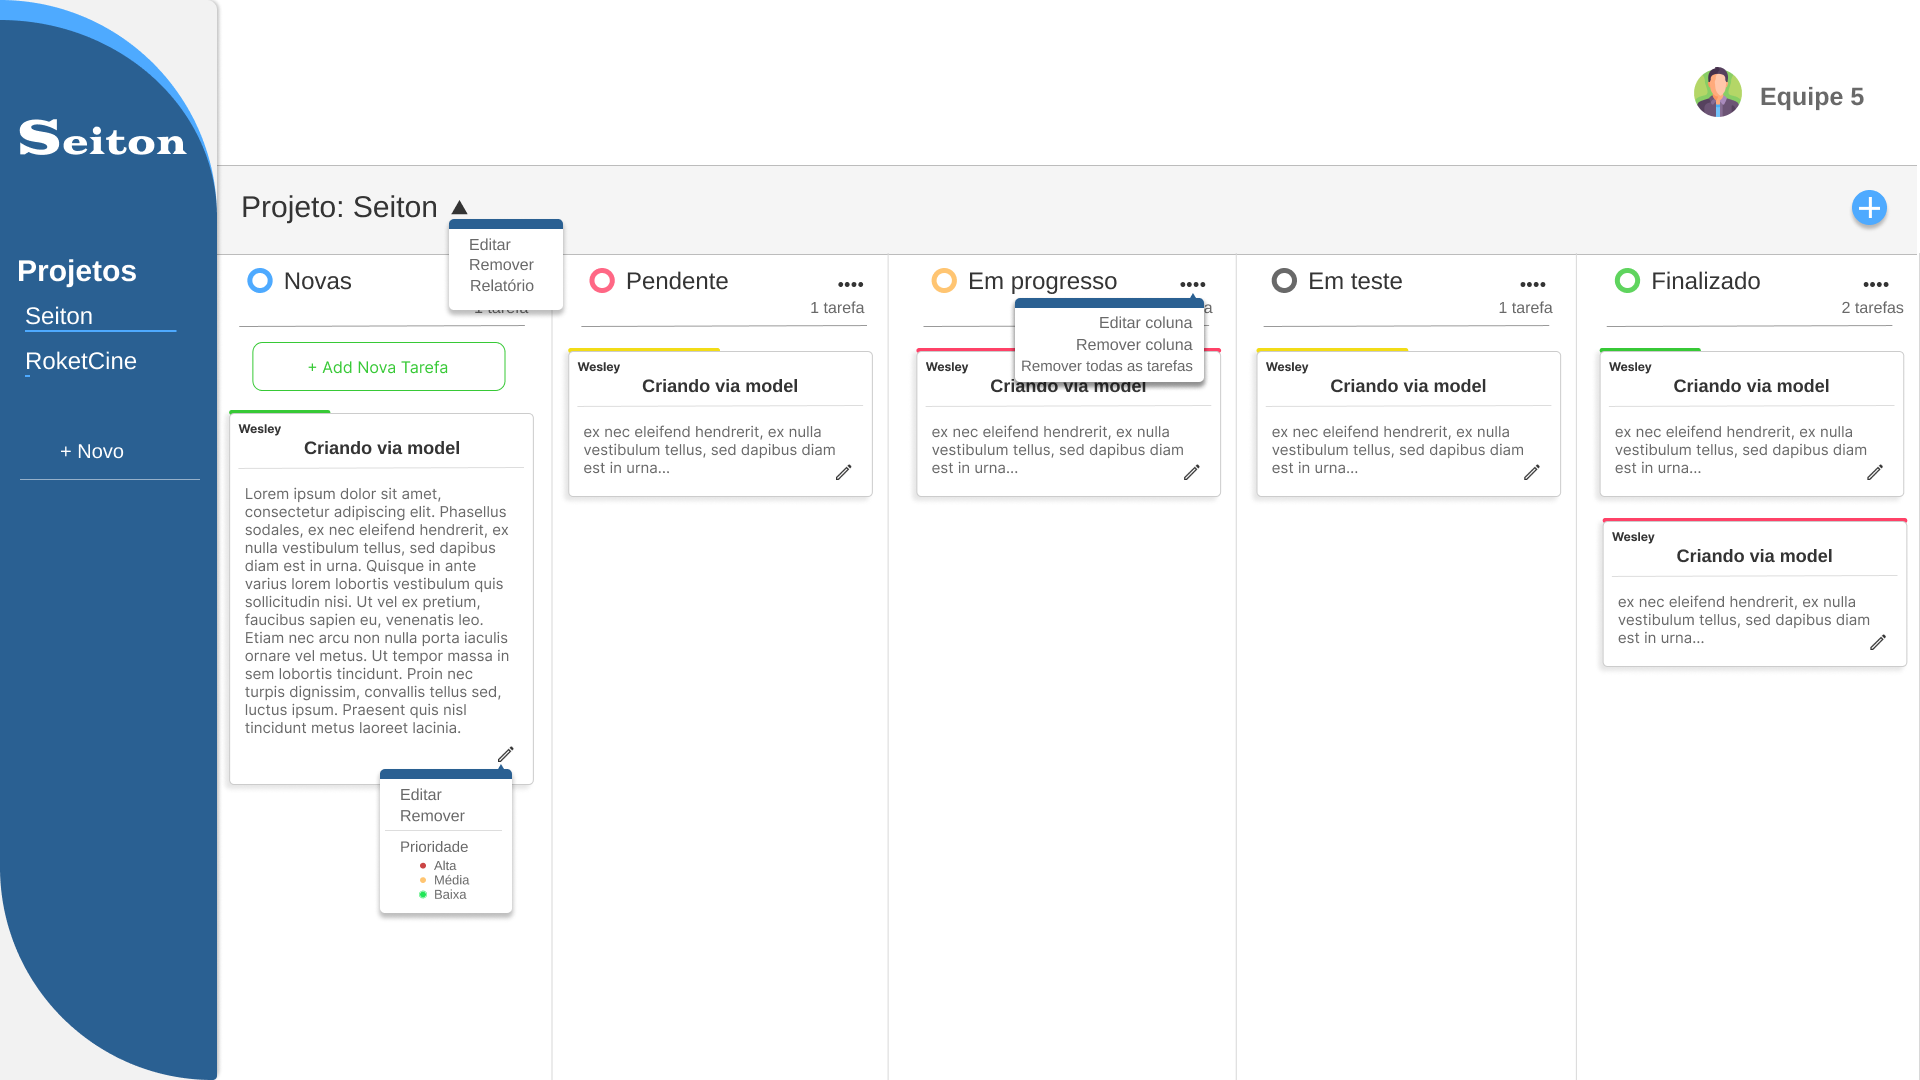 Seiton
Equipe 5
Projeto: Seiton
Editar
Remover
Relatório
Projetos
Seiton
RoketCine
+ Novo
Novas
1 tarefa
+ Add Nova Tarefa
Wesley
Criando via model
Lorem ipsum dolor sit amet,
consectetur adipiscing elit. Phasellus
sodales, ex nec eleifend hendrerit, ex
nulla vestibulum tellus, sed dapibus
diam est in urna. Quisque in ante
varius lorem lobortis vestibulum quis
sollicitudin nisi. Ut vel ex pretium,
faucibus sapien eu, venenatis leo.
Etiam nec arcu non nulla porta iaculis
ornare vel metus. Ut tempor massa in
sem lobortis tincidunt. Proin nec
turpis dignissim, convallis tellus sed,
luctus ipsum. Praesent quis nisl
tincidunt metus laoreet lacinia.
Editar
Remover
Prioridade
Alta
Média
Baixa
Pendente
1 tarefa
Wesley
Criando via model
ex nec eleifend hendrerit, ex nulla
vestibulum tellus, sed dapibus diam
est in urna...
Em progresso
a
Editar coluna
Remover coluna
Remover todas as tarefas
Wesley
Criando via model
ex nec eleifend hendrerit, ex nulla
vestibulum tellus, sed dapibus diam
est in urna...
Em teste
1 tarefa
Wesley
Criando via model
ex nec eleifend hendrerit, ex nulla
vestibulum tellus, sed dapibus diam
est in urna...
Finalizado
2 tarefas
Wesley
Criando via model
ex nec eleifend hendrerit, ex nulla
vestibulum tellus, sed dapibus diam
est in urna...
Wesley
Criando via model
ex nec eleifend hendrerit, ex nulla
vestibulum tellus, sed dapibus diam
est in urna...